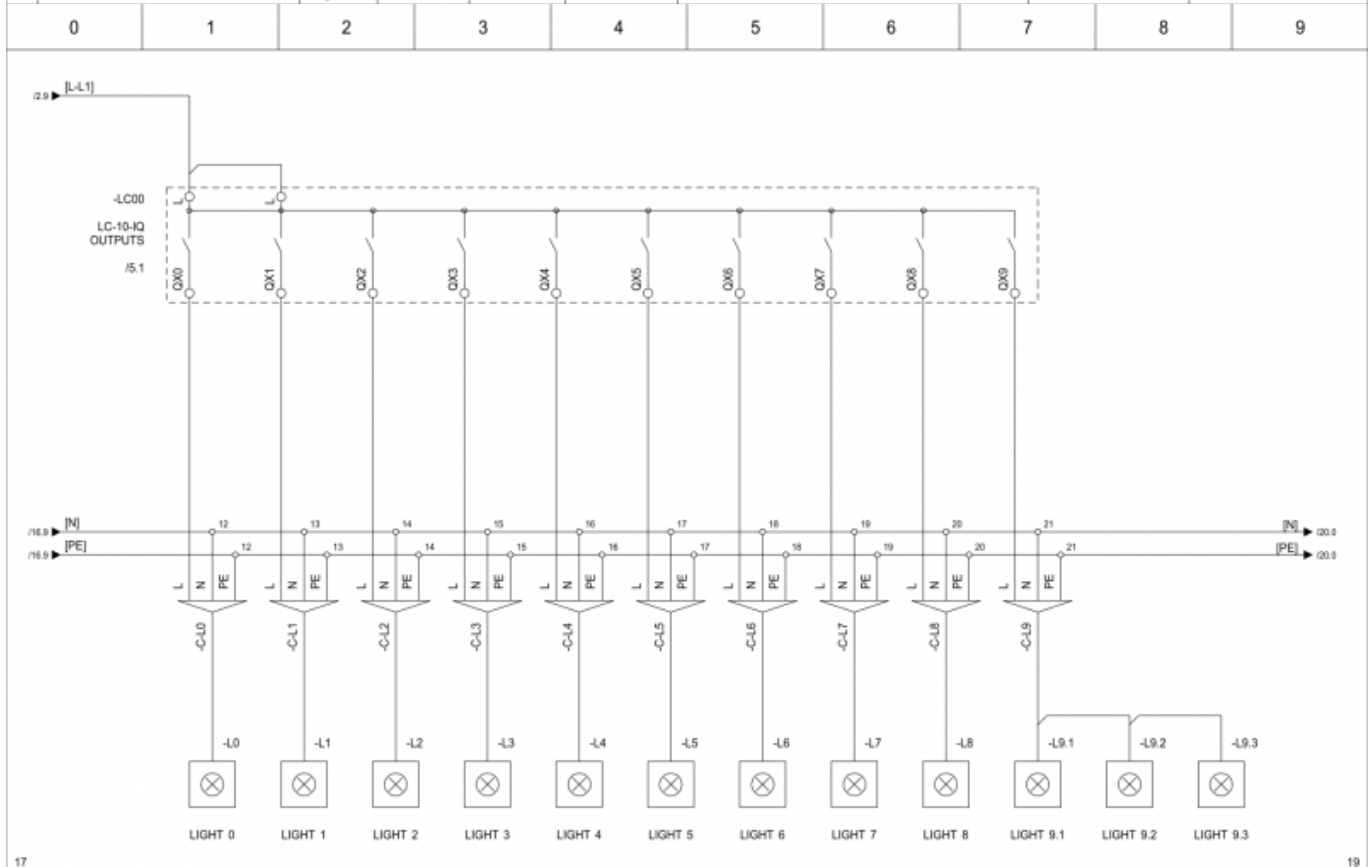 0 1 2 3 4 5 6 7 8 9
/2.9 [L-L1]
-LC00 L L
LC-10-IQ
OUTPUTS
/5.1
QX0 QX1 QX2 QX3 QX4 QX5 QX6 QX7 QX8 QX9
/16.9 [N] 12 13 14 15 16 17 18 19 20 21 [N] /20.0
/16.9 [PE] 12 13 14 15 16 17 18 19 20 21 [PE] /20.0
L N PE L N PE L N PE L N PE L N PE L N PE L N PE L N PE L N PE L N PE
-C-L0 -C-L1 -C-L2 -C-L3 -C-L4 -C-L5 -C-L6 -C-L7 -C-L8 -C-L9
-L0 -L1 -L2 -L3 -L4 -L5 -L6 -L7 -L8 -L9.1 -L9.2 -L9.3
LIGHT 0 LIGHT 1 LIGHT 2 LIGHT 3 LIGHT 4 LIGHT 5 LIGHT 6 LIGHT 7 LIGHT 8 LIGHT 9.1 LIGHT 9.2 LIGHT 9.3
17 19